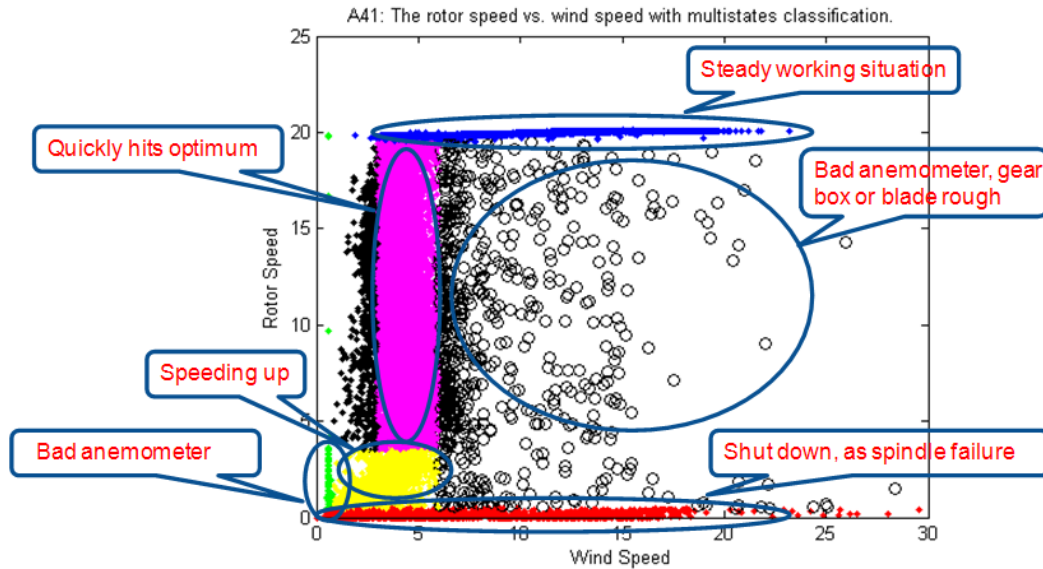 A41: The rotor speed vs. wind speed with multistates classification.
25
Steady working situation
20
Quickly hits optimum
Bad anemometer, gear
box or blade rough
15
Rotor Speed
10
Speeding up
5
Bad anemometer
Shut down, as spindle failure
0
0
5
10
15
20
25
30
Wind Speed